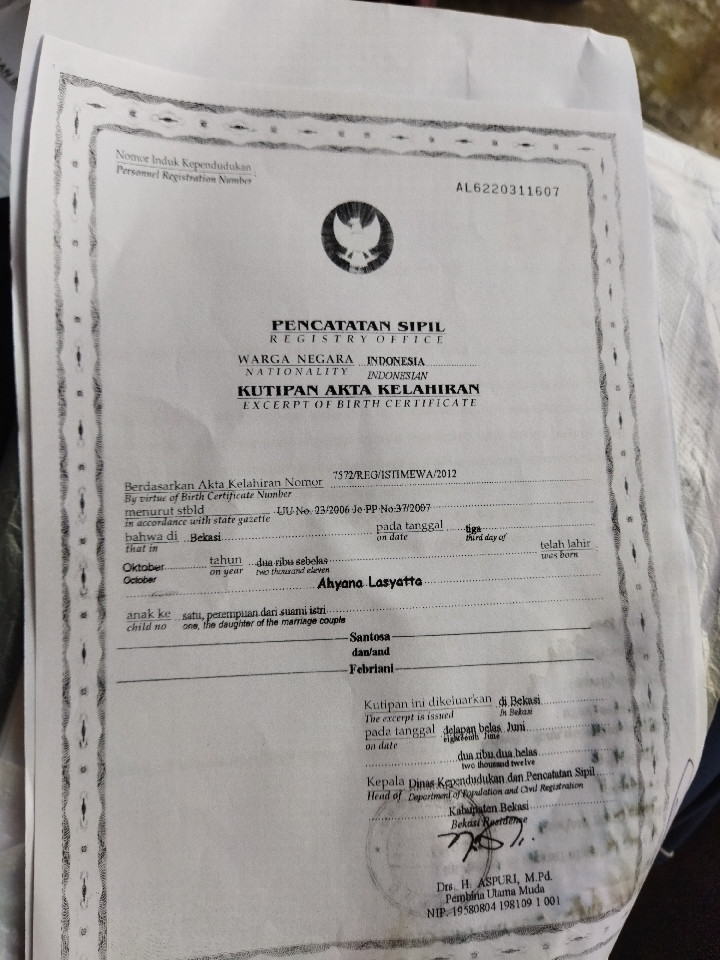 Nomor Induk Kependudukan
Personnel Registration Number
AL6220311607
PENCATATAN SIPIL
REGISTRY OFFICE
WARGA NEGARA INDONESIA
NATIONALITY INDONESIAN
KUTIPAN AKTA KELAHIRAN
EXCERPT OF BIRTH CERTIFICATE
Berdasarkan Akta Kelahiran Nomor 7572/REG/ISTIMEWA/2012
By virtue of Birth Certificate Number
menurut stbld UU No. 23/2006 Jo PP No.37/2007
in accordance with state gazette
bahwa di Bekasi pada tanggal tiga
that in on date third day of
Oktober tahun dua ribu sebelas telah lahir
October on year two thousand eleven was born
Ahyana Lasyatta
anak ke satu, perempuan dari suami istri
child no one, the daughter of the marriage couple
Santosa
dan/and
Febriani
Kutipan ini dikeluarkan di Bekasi
The excerpt is issued In Bekasi
pada tanggal delapan belas Juni
on date eighteenth June
dua ribu dua belas
two thousand twelve
Kepala Dinas Kependudukan dan Pencatatan Sipil
Head of Department of Population and Civil Registration
Kabupaten Bekasi
Bekasi Residense
Drs. H. ASPURI, M.Pd.
Pembina Utama Muda
NIP. 19580804 198109 1 001